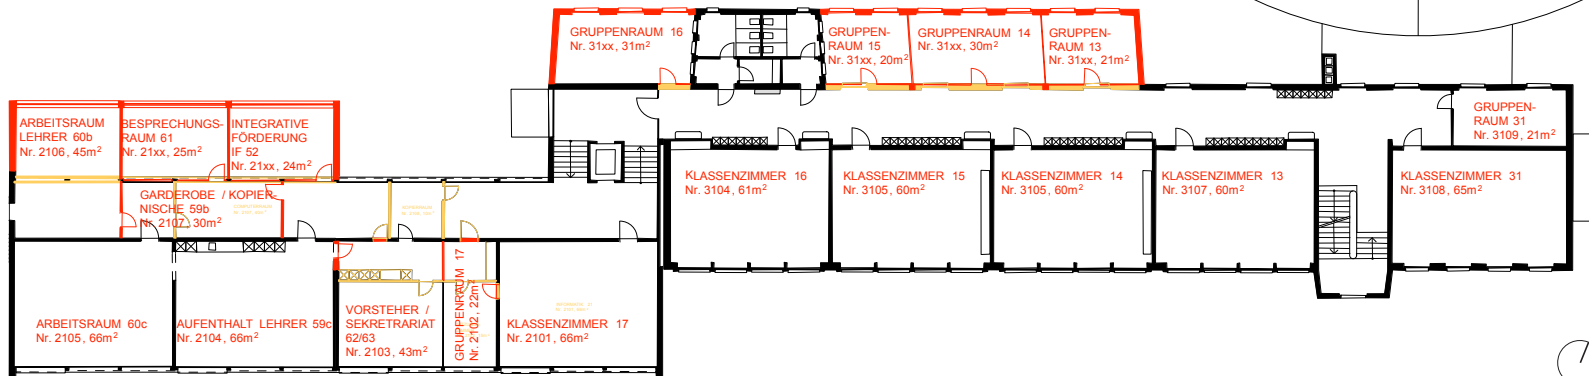 GRUPPENRAUM 16
Nr. 31xx, 31m²
GRUPPEN-
RAUM 15
Nr. 31xx, 20m²
GRUPPENRAUM 14
Nr. 31xx, 30m²
GRUPPEN-
RAUM 13
Nr. 31xx, 21m²
ARBEITSRAUM
LEHRER 60b
Nr. 2106, 45m²
BESPRECHUNGS-
RAUM 61
Nr. 21xx, 25m²
INTEGRATIVE
FÖRDERUNG
IF 52
Nr. 21xx, 24m²
GRUPPEN-
RAUM 31
Nr. 3109, 21m²
GARDEROBE / KOPIER-
NISCHE 59b
Nr. 2107, 30m²
KLASSENZIMMER 16
Nr. 3104, 61m²
KLASSENZIMMER 15
Nr. 3105, 60m²
KLASSENZIMMER 14
Nr. 3105, 60m²
KLASSENZIMMER 13
Nr. 3107, 60m²
KLASSENZIMMER 31
Nr. 3108, 65m²
ARBEITSRAUM 60c
Nr. 2105, 66m²
AUFENTHALT LEHRER 59c
Nr. 2104, 66m²
VORSTEHER /
SEKRETARIAT
62/63
Nr. 2103, 43m²
GRUPPENRAUM 17
Nr. 2102, 22m²
KLASSENZIMMER 17
Nr. 2101, 66m²